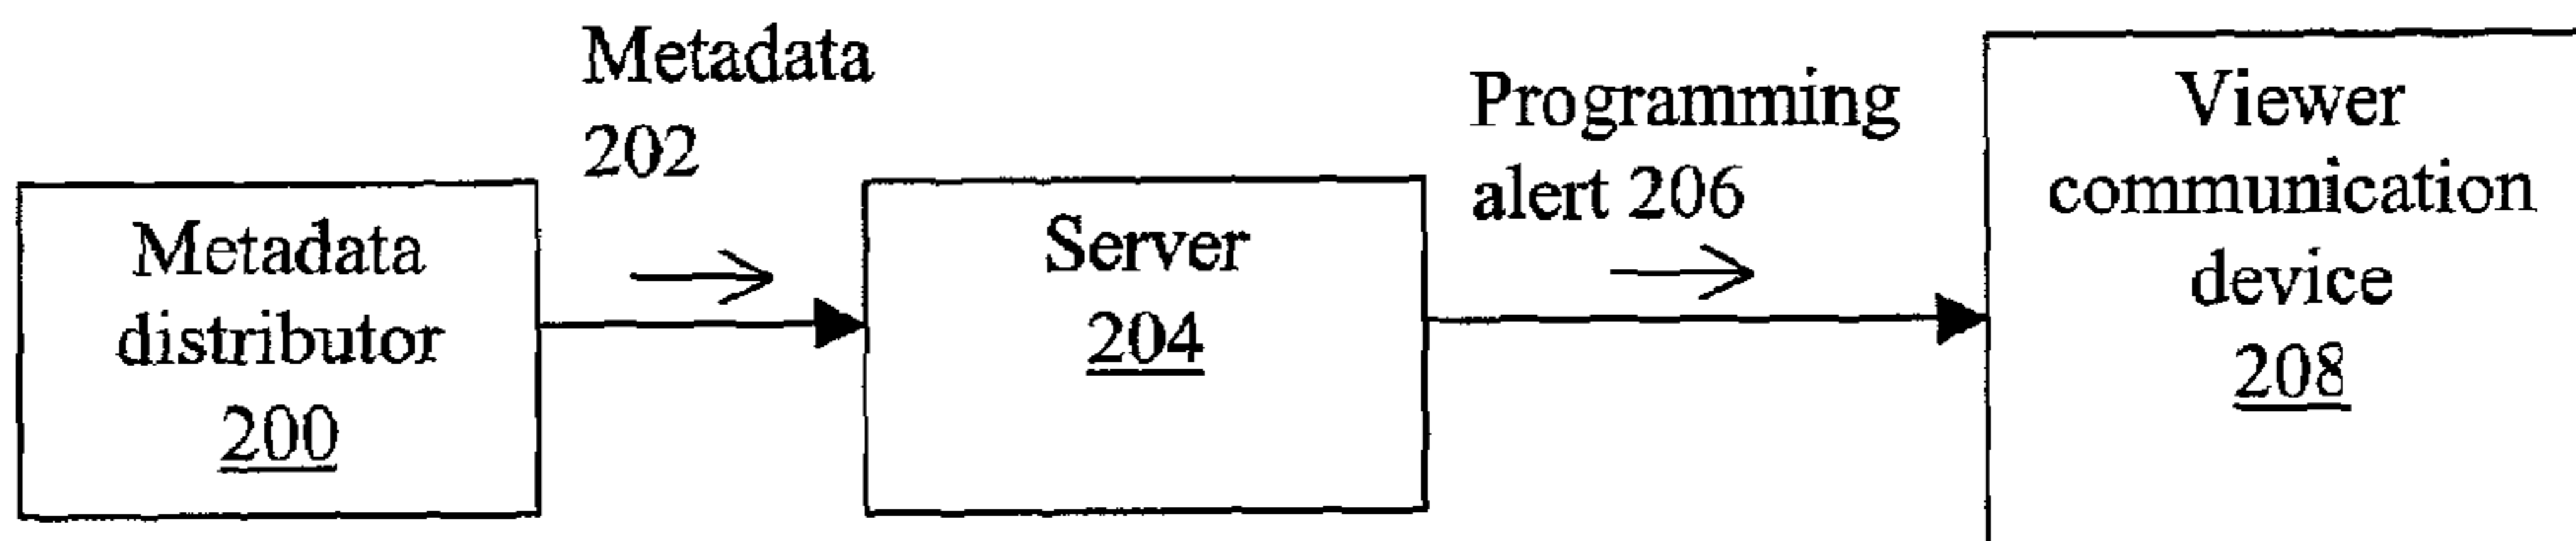 Metadata
distributor
200
Metadata
202
Server
204
Programming
alert 206
Viewer
communication
device
208